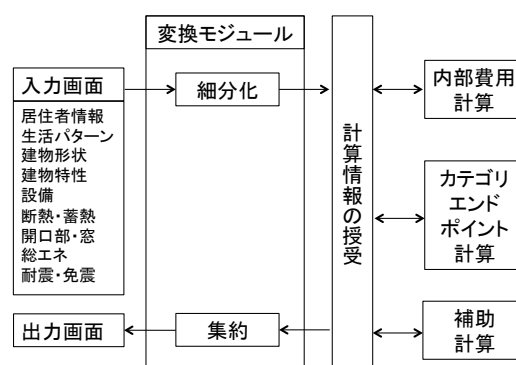 変換モジュール
入力画面
居住者情報
生活パターン
建物形状
建物特性
設備
断熱・蓄熱
開口部・窓
総エネ
耐震・免震
出力画面
細分化
集約
計算情報の授受
内部費用
計算
カテゴリ
エンド
ポイント
計算
補助
計算